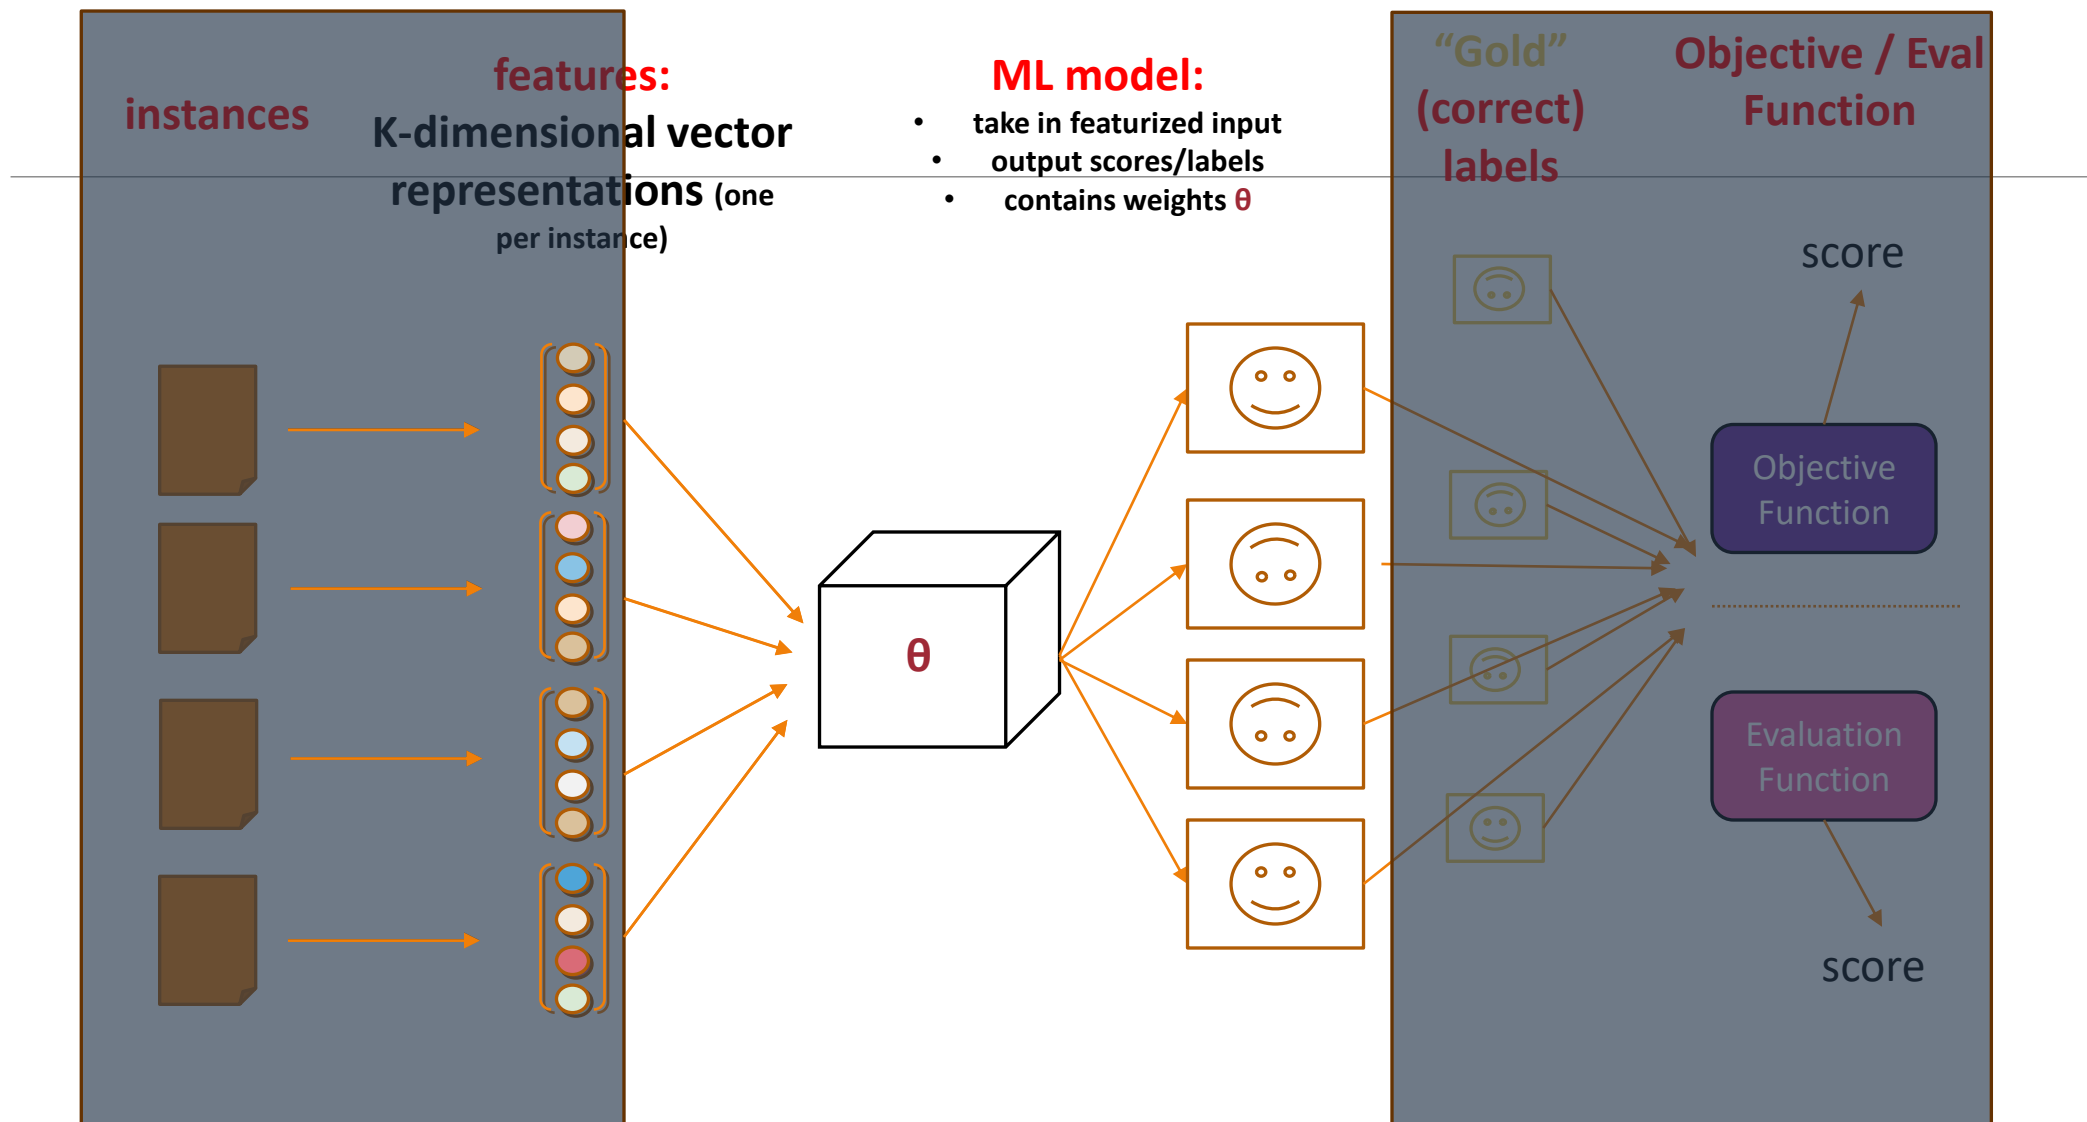 instances
features:
K-dimensional vector
representations (one
per instance)
ML model:
• take in featurized input
• output scores/labels
• contains weights θ
“Gold”
(correct)
labels
Objective / Eval
Function
score
Objective
Function
θ
Evaluation
Function
score